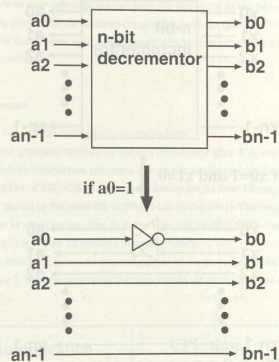 a0 b0
a1 n-bit b1
a2 decrementor b2
an-1 bn-1
if a0=1
a0 b0
a1 b1
a2 b2
an-1 bn-1